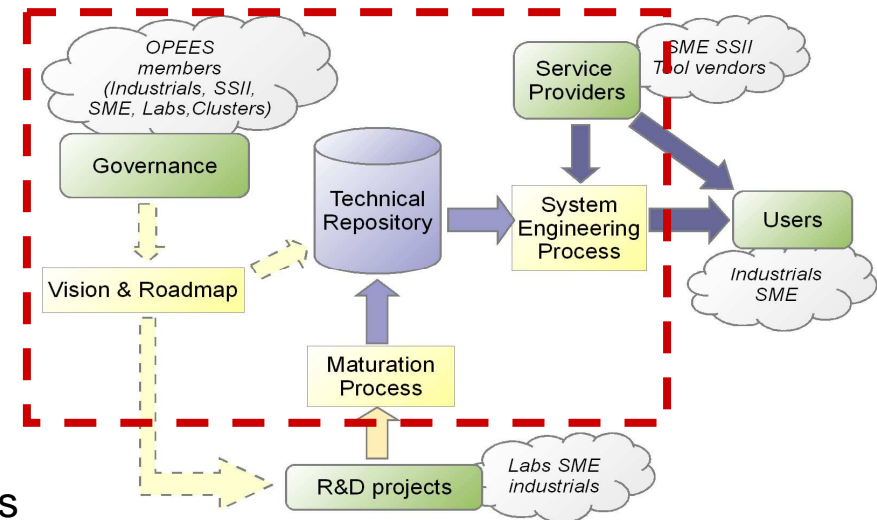 OPEES
members
(Industrials, SSII,
SME, Labs,Clusters)
Governance
Service
Providers
SME SSII
Tool vendors
Technical
Repository
System
Engineering
Process
Users
Industrials
SME
Vision & Roadmap
Maturation
Process
R&D projects
Labs SME
industrials
s